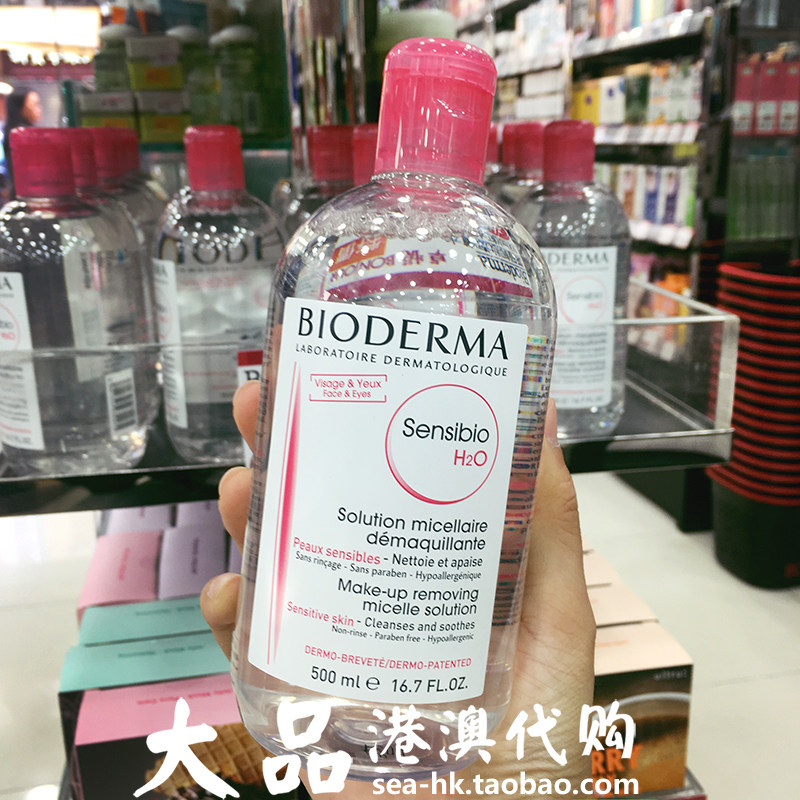 BIODERMA
LABORATOIRE DERMATOLOGIQUE
Visage & Yeux
Face & Eyes
Sensibio
H2O
Solution micellaire
démaquillante
Peaux sensibles - Nettoie et apaise
Sans rinçage - Sans paraben - Hypoallergénique
Make-up removing
micelle solution
Sensitive skin - Cleanses and soothes
Non-rinse - Paraben free - Hypoallergenic
DERMO-BREVETÉ/DERMO-PATENTED
500 ml e 16.7 FL.OZ.
Sensibio
H2O
大品港澳代购
sea-hk.taobao.com